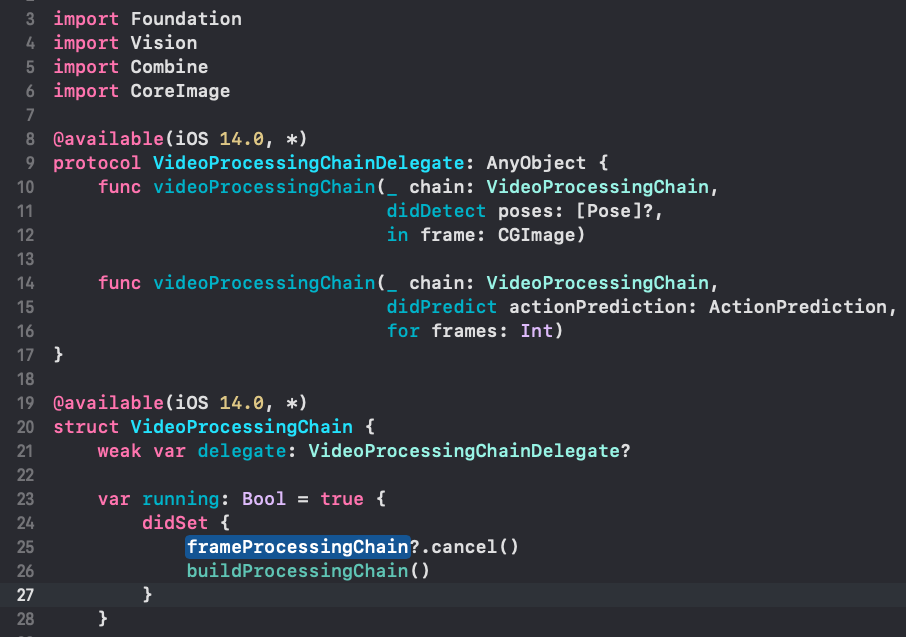 3 import Foundation
4 import Vision
5 import Combine
6 import CoreImage
7
8 @available(iOS 14.0, *)
9 protocol VideoProcessingChainDelegate: AnyObject {
10     func videoProcessingChain(_ chain: VideoProcessingChain,
11                               didDetect poses: [Pose]?,
12                               in frame: CGImage)
13
14     func videoProcessingChain(_ chain: VideoProcessingChain,
15                               didPredict actionPrediction: ActionPrediction,
16                               for frames: Int)
17 }
18
19 @available(iOS 14.0, *)
20 struct VideoProcessingChain {
21     weak var delegate: VideoProcessingChainDelegate?
22
23     var running: Bool = true {
24         didSet {
25             frameProcessingChain?.cancel()
26             buildProcessingChain()
27         }
28     }